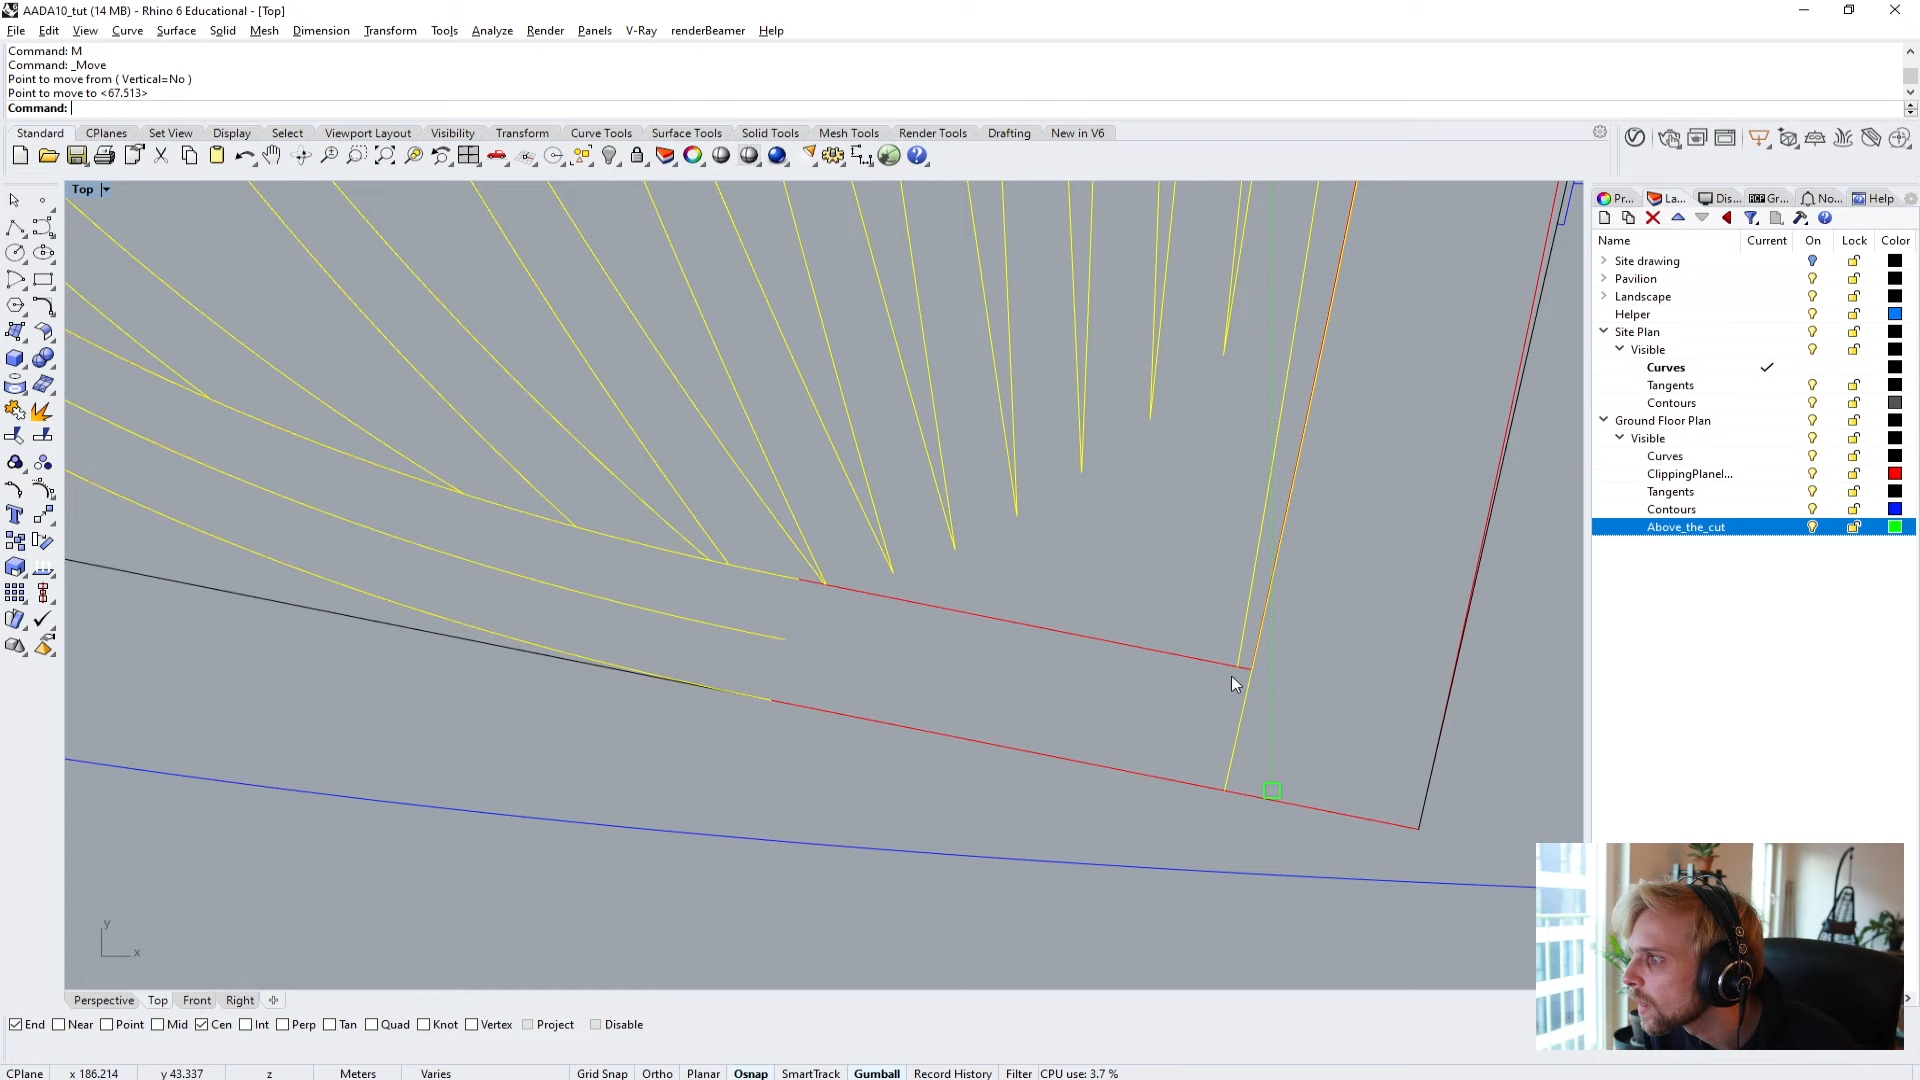 AADA10_tut (14 MB) - Rhino 6 Educational - [Top]
File Edit View Curve Surface Solid Mesh Dimension Transform Tools Analyze Render Panels V-Ray renderBeamer Help
Command: M
Command: _Move
Point to move from ( Vertical=No )
Point to move to <67.513>
Command:
Standard CPlanes Set View Display Select Viewport Layout Visibility Transform Curve Tools Surface Tools Solid Tools Mesh Tools Render Tools Drafting New in V6
Top
Pr... La... Dis... Gr... No... Help
Name Current On Lock Color
Site drawing
Pavilion
Landscape
Helper
Site Plan
Visible
Curves
Tangents
Contours
Ground Floor Plan
Visible
Curves
ClippingPlaneI...
Tangents
Contours
Above_the_cut
y
x
Perspective Top Front Right
End Near Point Mid Cen Int Perp Tan Quad Knot Vertex Project Disable
CPlane x 186.214 y 43.337 z Meters Varies Grid Snap Ortho Planar Osnap SmartTrack Gumball Record History Filter CPU use: 3.7 %